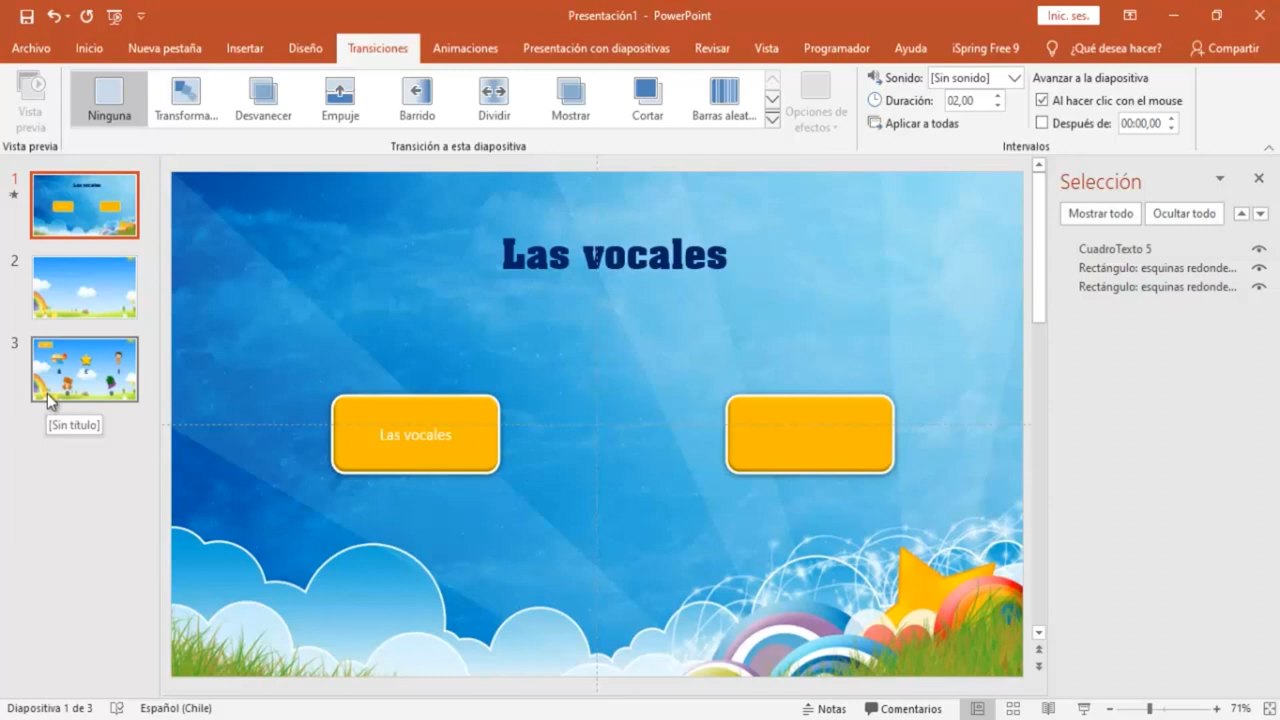 Presentación1 - PowerPoint
Inic. ses.
Archivo
Inicio
Nueva pestaña
Insertar
Diseño
Transiciones
Animaciones
Presentación con diapositivas
Revisar
Vista
Programador
Ayuda
iSpring Free 9
¿Qué desea hacer?
Compartir
Vista
previa
Ninguna
Transforma...
Desvanecer
Empuje
Barrido
Dividir
Mostrar
Cortar
Barras aleat...
Opciones de
efectos
Sonido: [Sin sonido]
Duración: 02,00
Aplicar a todas
Avanzar a la diapositiva
Al hacer clic con el mouse
Después de: 00:00,00
Vista previa
Transición a esta diapositiva
Intervalos
1
Las vocales
2
3
[Sin título]
Las vocales
Las vocales
Selección
Mostrar todo
Ocultar todo
CuadroTexto 5
Rectángulo: esquinas redonde...
Rectángulo: esquinas redonde...
Diapositiva 1 de 3
Español (Chile)
Notas
Comentarios
71%